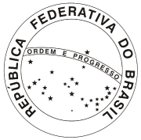 REPÚBLICA FEDERATIVA DO BRASIL
ORDEM E PROGRESSO